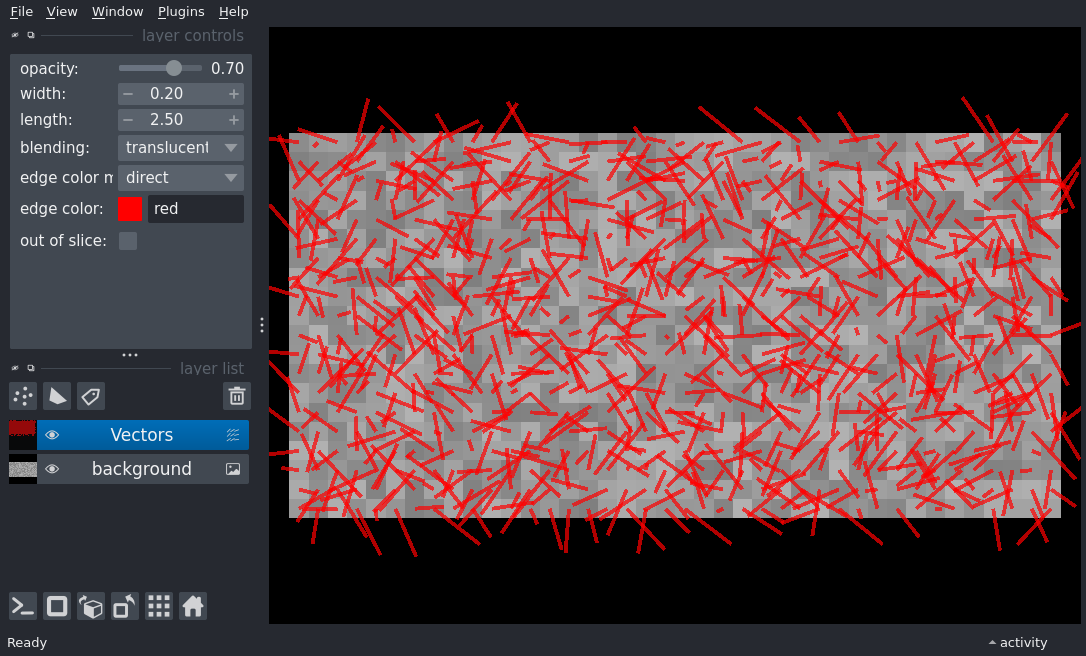 File View Window Plugins Help
layer controls
opacity: 0.70
width: − 0.20 +
length: − 2.50 +
blending: translucent
edge color m direct
edge color: red
out of slice:
layer list
Vectors
background
Ready activity